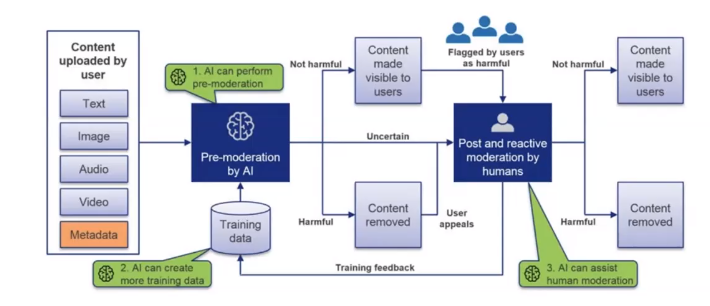 Content
uploaded by
user
Text
Image
Audio
Video
Metadata
1. AI can perform
pre-moderation
Pre-moderation
by AI
Training
data
2. AI can create
more training data
Not harmful
Uncertain
Harmful
Content
made
visible to
users
Content
removed
User
appeals
Training feedback
Flagged by users
as harmful
Post and reactive
moderation by
humans
3. AI can assist
human moderation
Not harmful
Harmful
Content
made
visible to
users
Content
removed